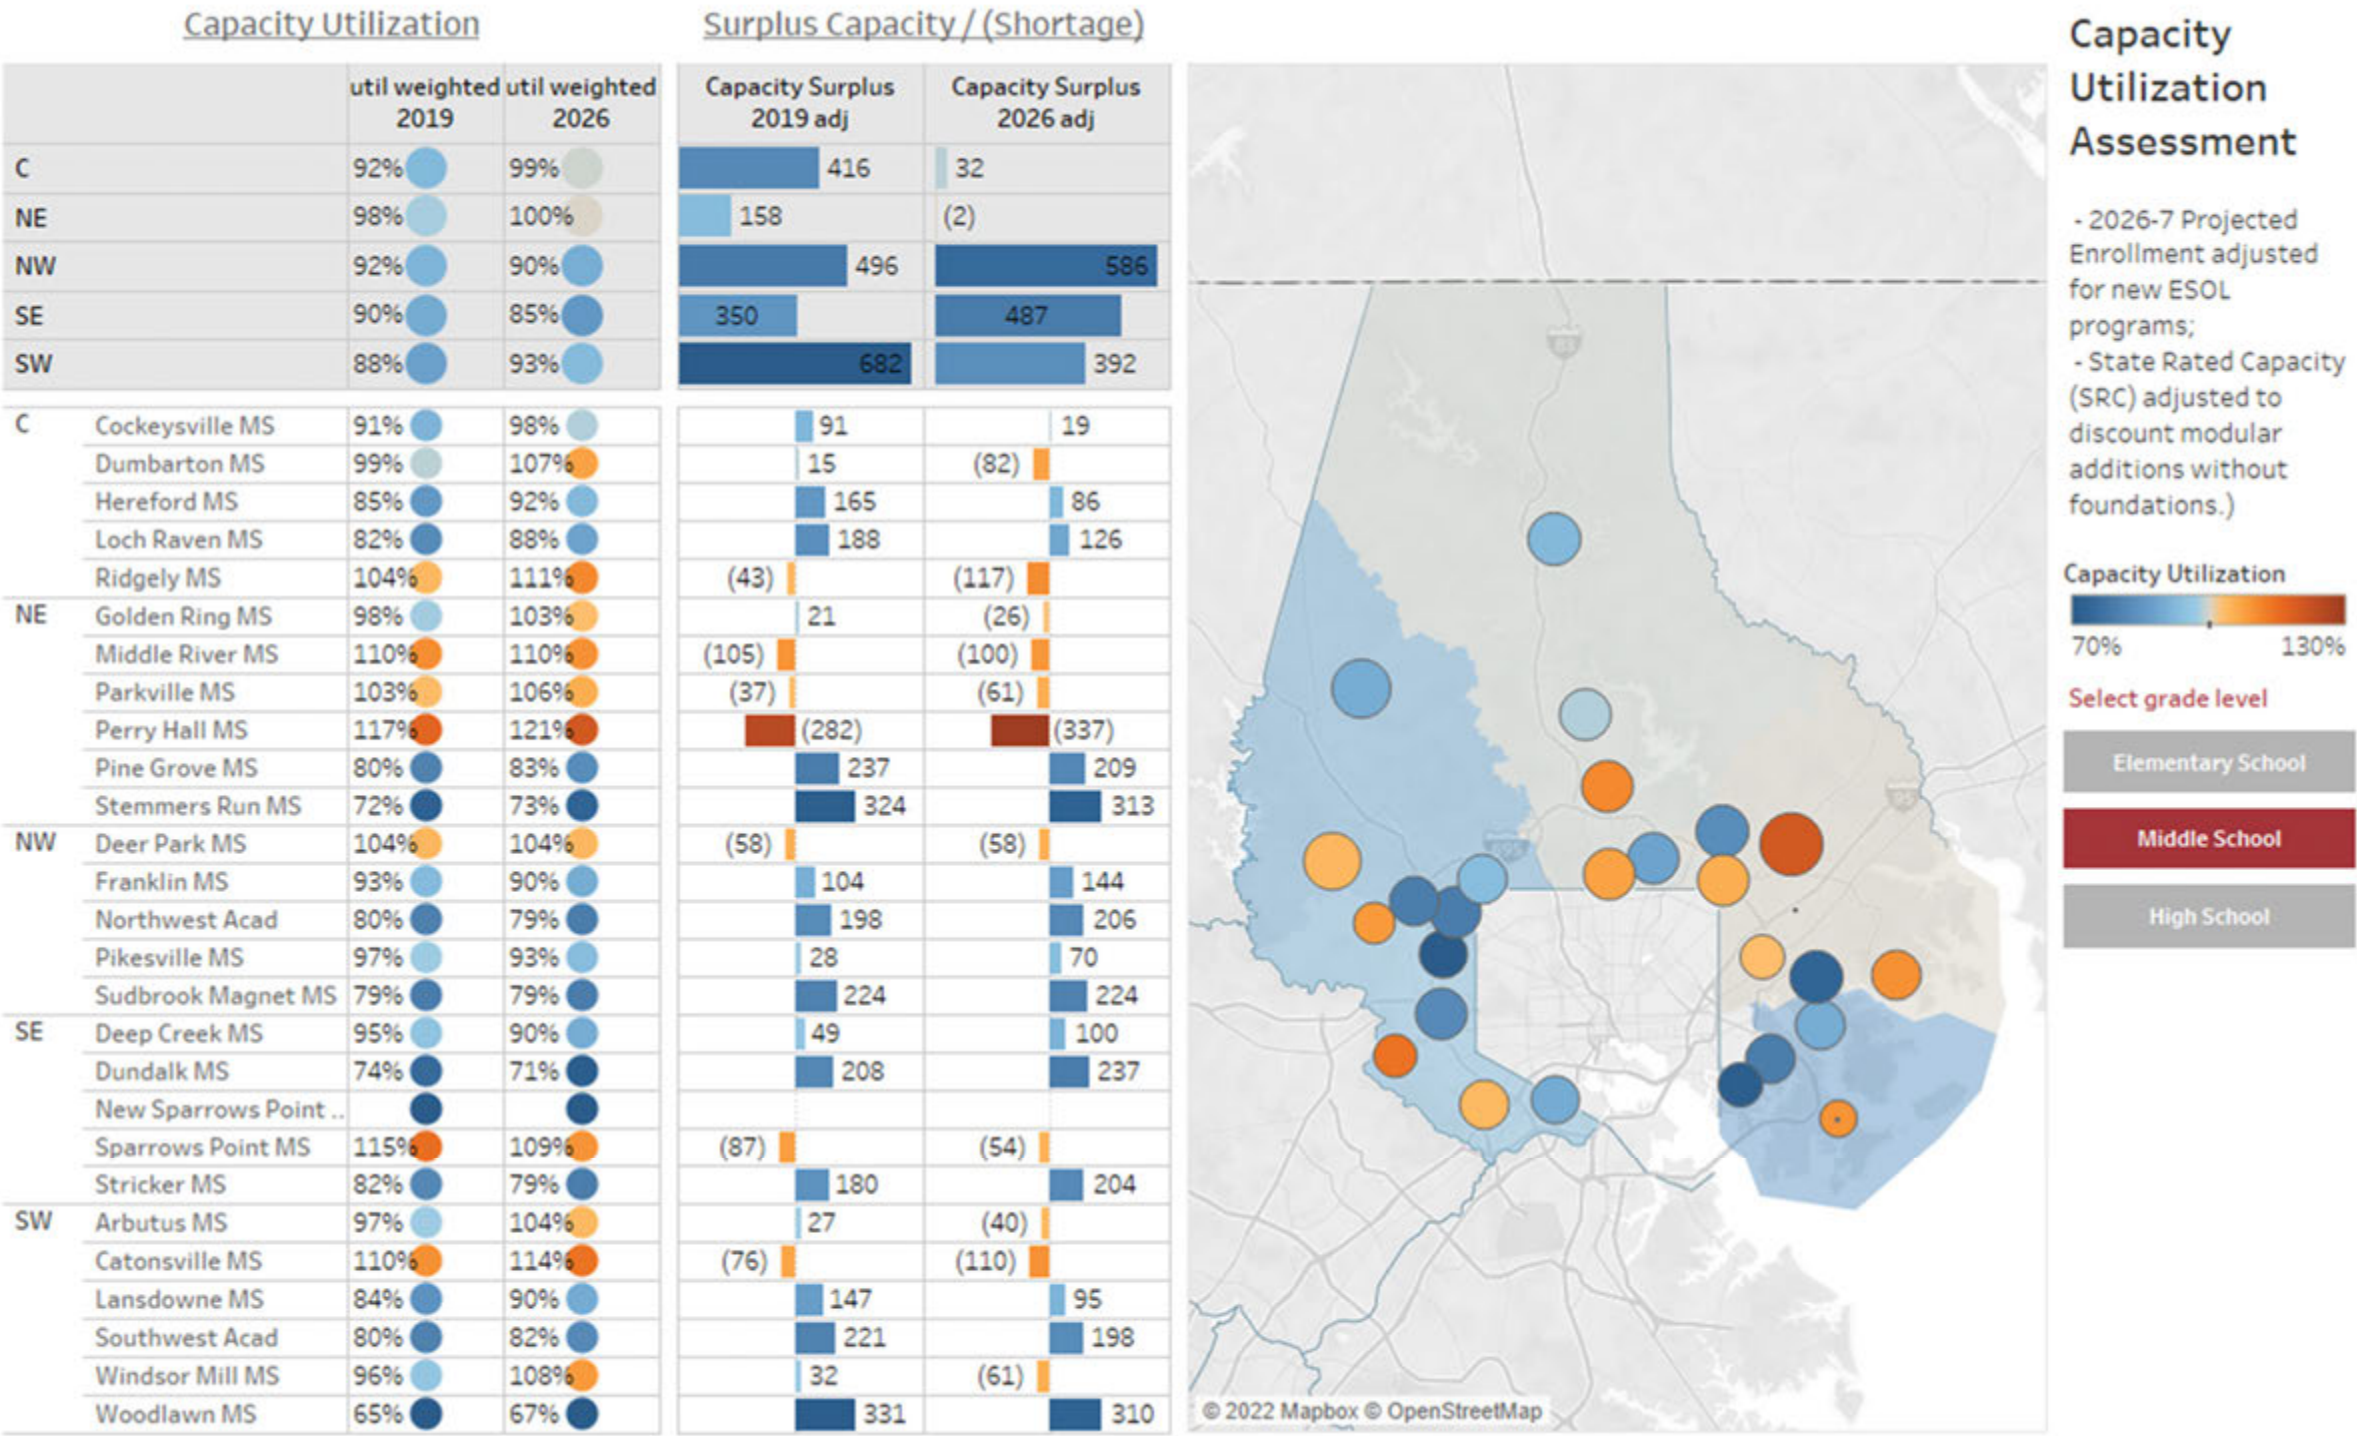 Capacity Utilization
Surplus Capacity / (Shortage)
util weighted 2019
util weighted 2026
Capacity Surplus 2019 adj
Capacity Surplus 2026 adj
C 92% 99% 416 32
NE 98% 100% 158 (2)
NW 92% 90% 496 586
SE 90% 85% 350 487
SW 88% 93% 682 392
C Cockeysville MS 91% 98% 91 19
Dumbarton MS 99% 107% 15 (82)
Hereford MS 85% 92% 165 86
Loch Raven MS 82% 88% 188 126
Ridgely MS 104% 111% (43) (117)
NE Golden Ring MS 98% 103% 21 (26)
Middle River MS 110% 110% (105) (100)
Parkville MS 103% 106% (37) (61)
Perry Hall MS 117% 121% (282) (337)
Pine Grove MS 80% 83% 237 209
Stemmers Run MS 72% 73% 324 313
NW Deer Park MS 104% 104% (58) (58)
Franklin MS 93% 90% 104 144
Northwest Acad 80% 79% 198 206
Pikesville MS 97% 93% 28 70
Sudbrook Magnet MS 79% 79% 224 224
SE Deep Creek MS 95% 90% 49 100
Dundalk MS 74% 71% 208 237
New Sparrows Point ..
Sparrows Point MS 115% 109% (87) (54)
Stricker MS 82% 79% 180 204
SW Arbutus MS 97% 104% 27 (40)
Catonsville MS 110% 114% (76) (110)
Lansdowne MS 84% 90% 147 95
Southwest Acad 80% 82% 221 198
Windsor Mill MS 96% 108% 32 (61)
Woodlawn MS 65% 67% 331 310
© 2022 Mapbox © OpenStreetMap
Capacity
Utilization
Assessment
- 2026-7 Projected
Enrollment adjusted
for new ESOL
programs;
- State Rated Capacity
(SRC) adjusted to
discount modular
additions without
foundations.)
Capacity Utilization
70% 130%
Select grade level
Elementary School
Middle School
High School